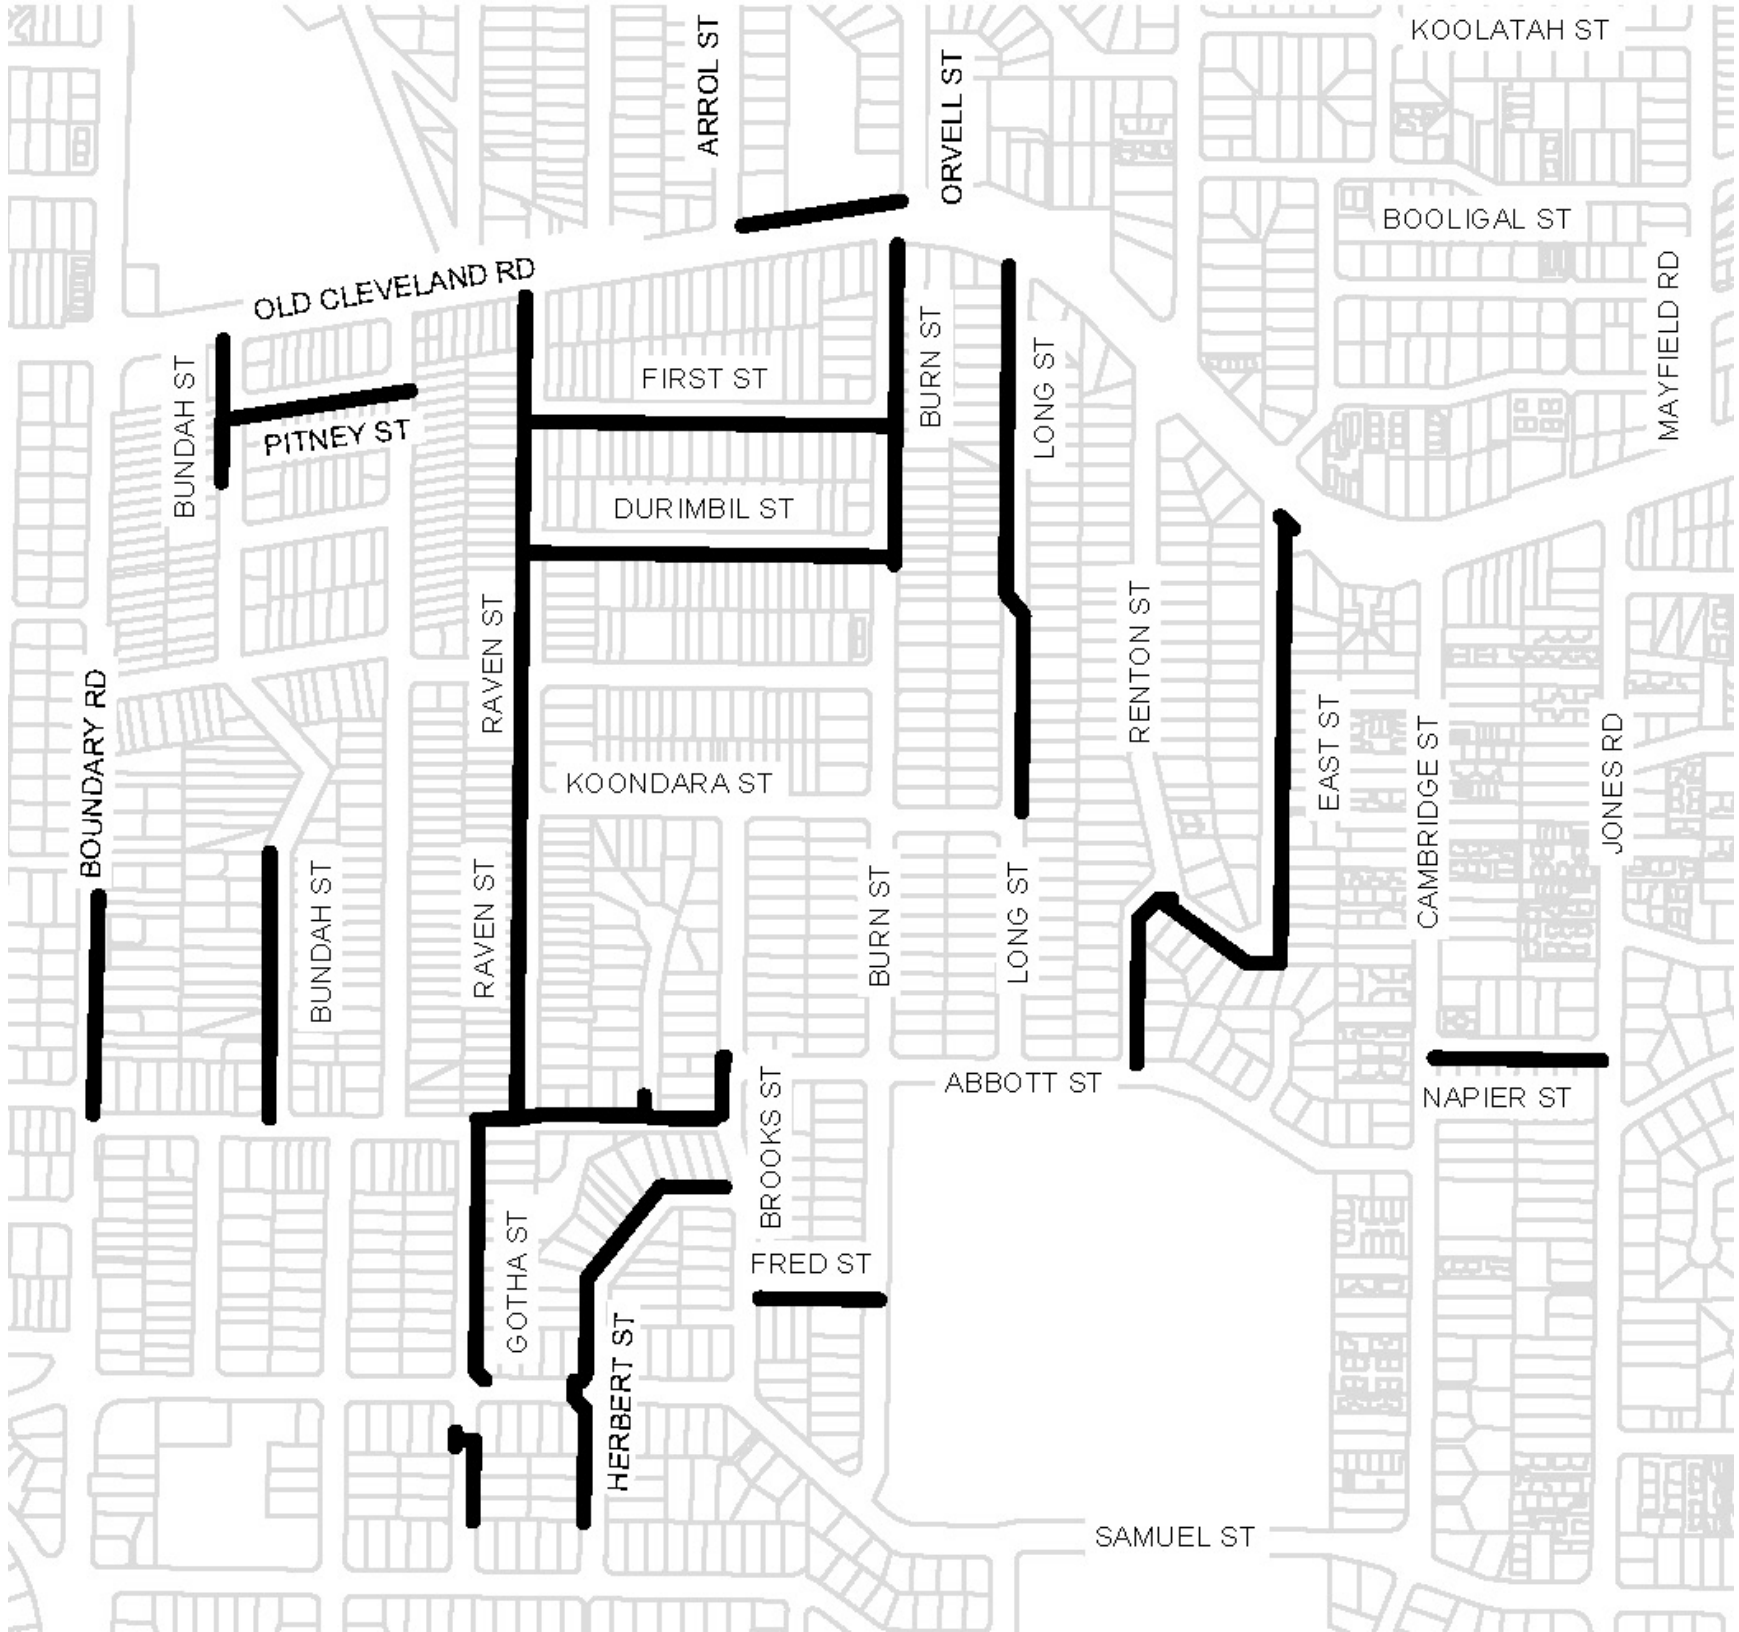 KOOLATAH ST
ARROL ST
ORVELL ST
BOOLIGAL ST
OLD CLEVELAND RD
MAYFIELD RD
BURN ST
LONG ST
BUNDAH ST
FIRST ST
PITNEY ST
DURIMBIL ST
RAVEN ST
RENTON ST
BOUNDARY RD
EAST ST
CAMBRIDGE ST
JONES RD
KOONDARA ST
BUNDAH ST
RAVEN ST
BURN ST
LONG ST
ABBOTT ST
NAPIER ST
BROOKS ST
GOTHA ST
FRED ST
HERBERT ST
SAMUEL ST